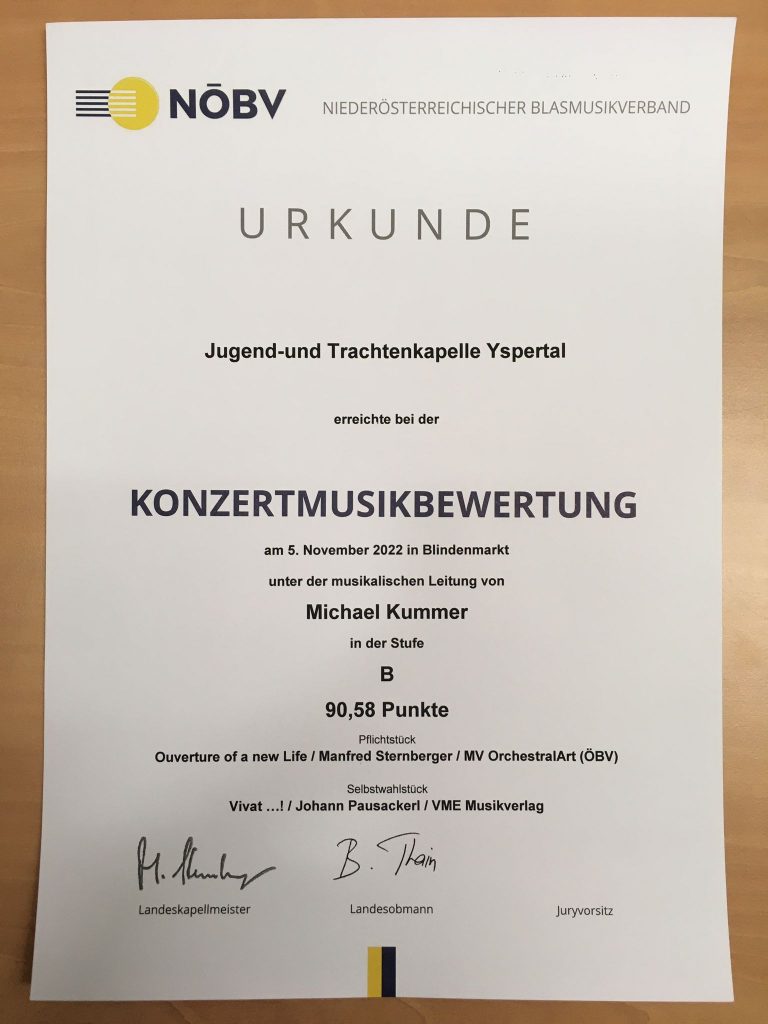 NÖBV
NIEDERÖSTERREICHISCHER BLASMUSIKVERBAND
URKUNDE
Jugend-und Trachtenkapelle Yspertal
erreichte bei der
KONZERTMUSIKBEWERTUNG
am 5. November 2022 in Blindenmarkt
unter der musikalischen Leitung von
Michael Kummer
in der Stufe
B
90,58 Punkte
Pflichtstück
Ouverture of a new Life / Manfred Sternberger / MV OrchestralArt (ÖBV)
Selbstwahlstück
Vivat ...! / Johann Pausackerl / VME Musikverlag
B. Thain
Landeskapellmeister Landesobmann Juryvorsitz